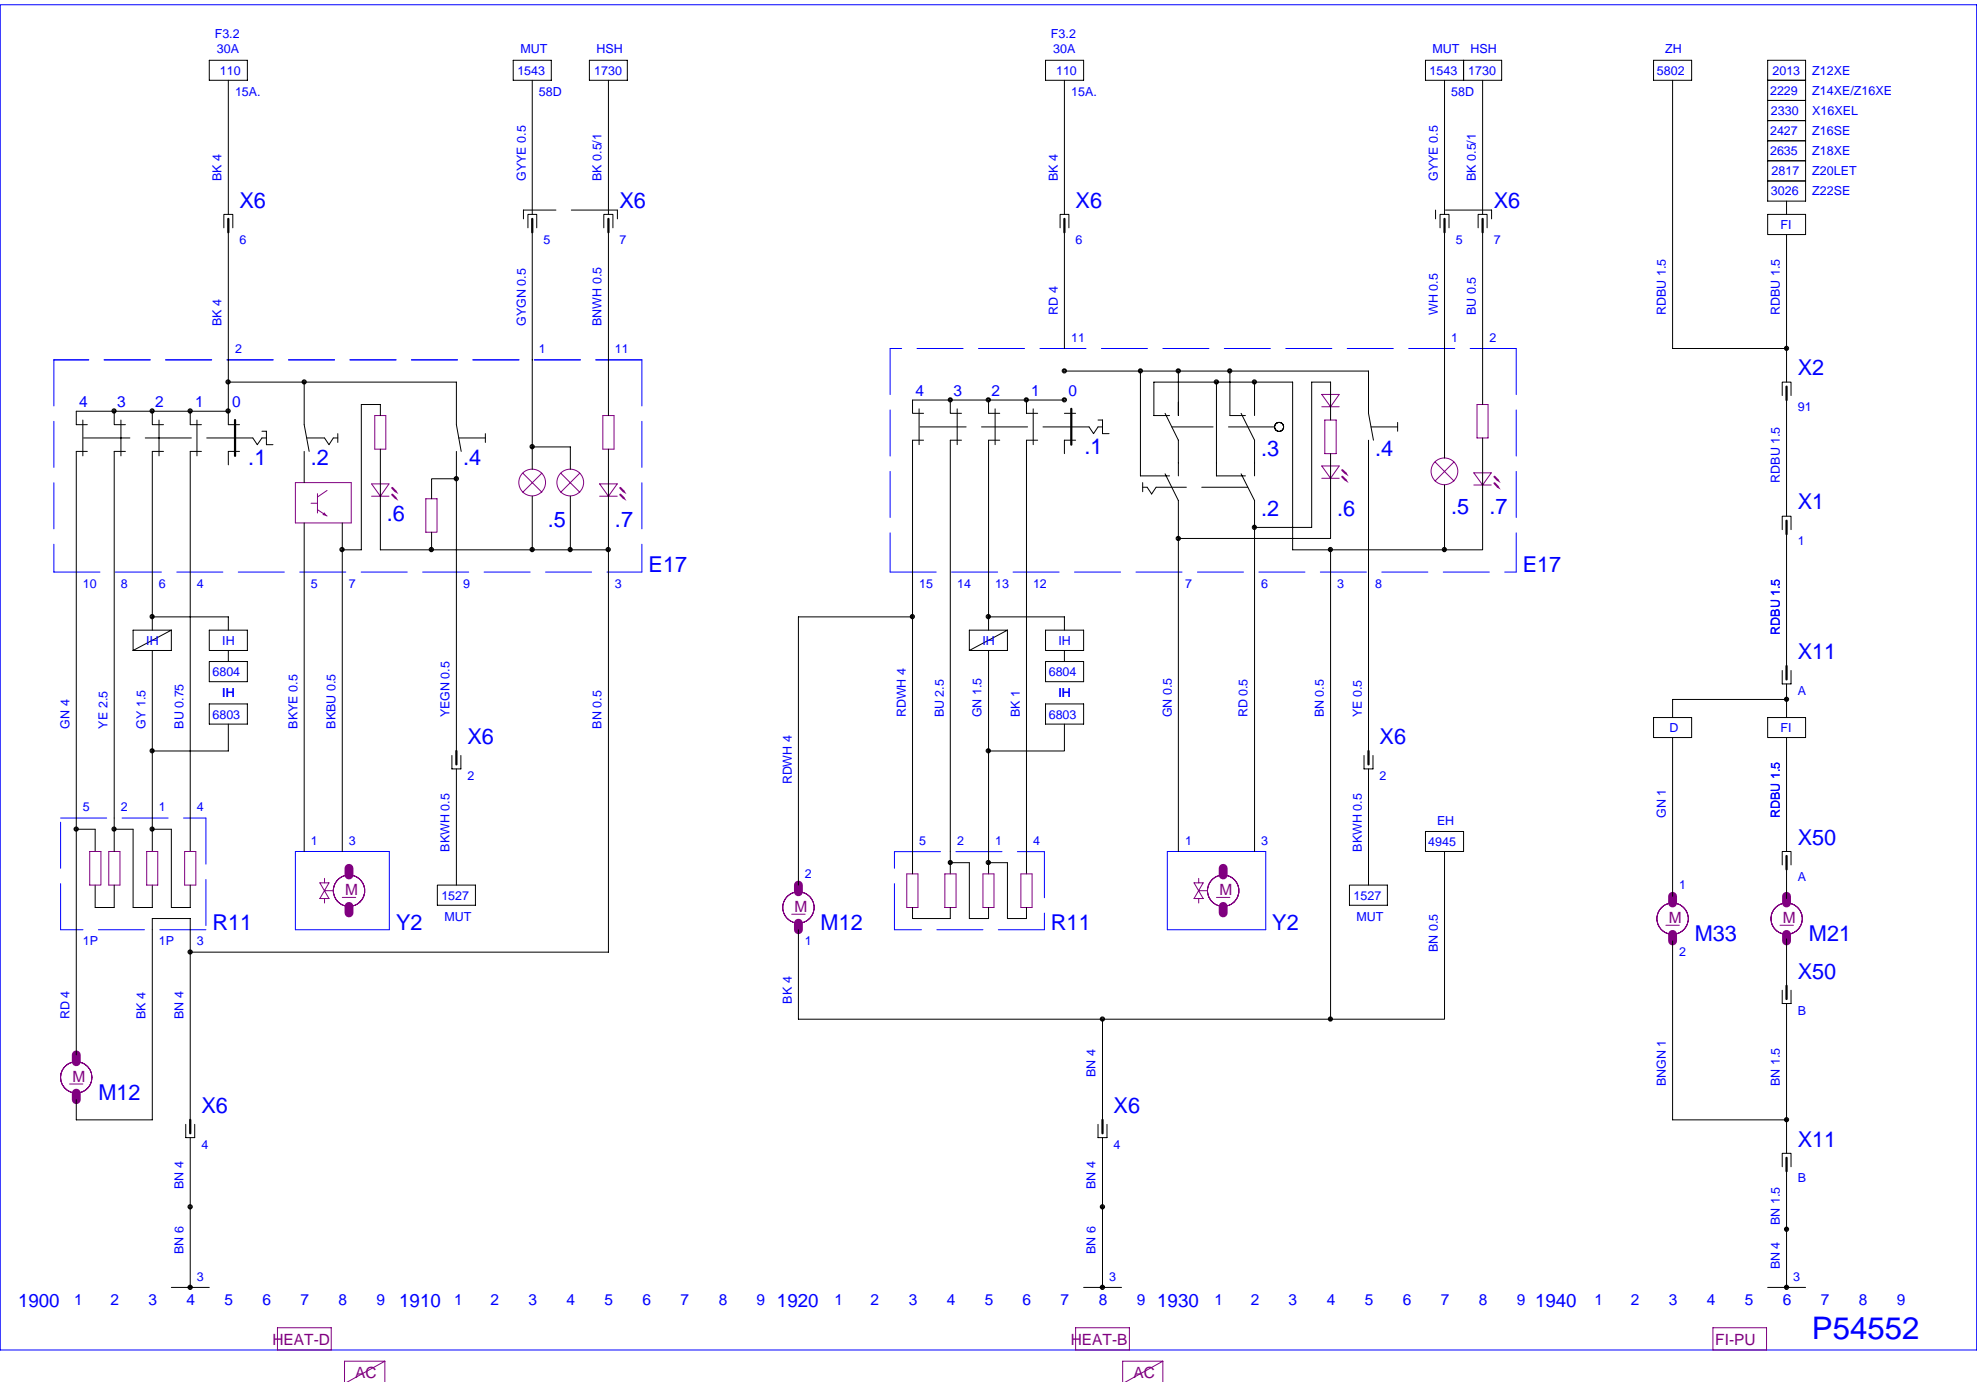 F3.2 F3.2
30A MUT HSH 30A MUT HSH ZH
110 1543 1730 110 1543 1730 5802 2013 Z12XE
15A. 58D 15A. 58D 2229 Z14XE/Z16XE
2330 X16XEL
2427 Z16SE
2635 Z18XE
2817 Z20LET
3026 Z22SE
BK 4 GYYE 0.5 BK 0.5/1 BK 4 GYYE 0.5 BK 0.5/1
X6 X6 X6 X6
FI
6 5 7 6 5 7
BK 4 GYGN 0.5 BNWH 0.5 RD 4 WH 0.5 BU 0.5 RDBU 1.5 RDBU 1.5
2 1 11 11 1 2
X2
4 3 2 1 0 4 3 2 1 0
91
.1 .2 .4 .1 .3 .4
RDBU 1.5
.6 .5 .7 .2 .6 .5 .7
X1
1
E17 E17
10 8 6 4 5 7 9 3 15 14 13 12 7 6 3 8
RDBU 1.5
IH IH IH IH
X11
6804 6804
IH IH
A
6803 6803
GN 4 YE 2.5 GY 1.5 BU 0.75 BKYE 0.5 BKBU 0.5 YEGN 0.5 BN 0.5 RDWH 4 BU 2.5 GN 1.5 BK 1 GN 0.5 RD 0.5 BN 0.5 YE 0.5
D FI
X6 X6
2 2
RDWH 4
GN 1 RDBU 1.5
5 2 1 4 BKWH 0.5 BKWH 0.5 EH
1 3 5 2 1 4 1 3 4945
X50
A
M M M
1527 1527
2 1
R11 Y2 MUT M12 R11 Y2 MUT
M M M
M33 M21
1P 1P 3 1 2
BN 0.5
X50
B
RD 4 BK 4 BN 4 BK 4
M
M12
BN 4 BNGN 1 BN 1.5
X6 X6
4 4
X11
B
BN 4 BN 4 BN 1.5
BN 6 BN 6 BN 4
3 3 3
1900 1 2 3 4 5 6 7 8 9 1910 1 2 3 4 5 6 7 8 9 1920 1 2 3 4 5 6 7 8 9 1930 1 2 3 4 5 6 7 8 9 1940 1 2 3 4 5 6 7 8 9
HEAT-D HEAT-B FI-PU P54552
AC AC